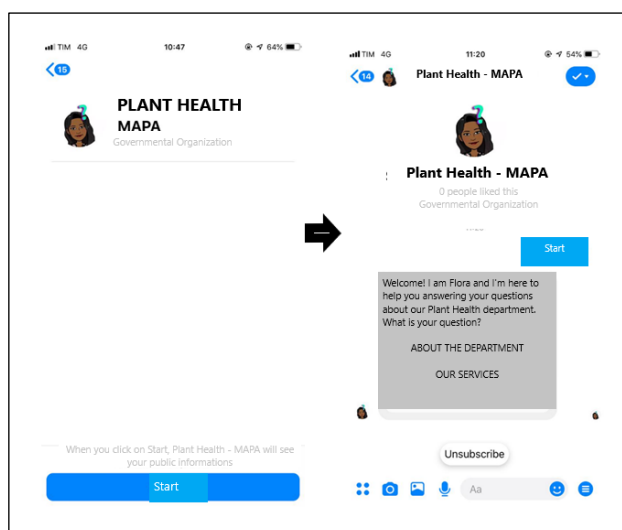 TIM 4G 10:47 64%
15
PLANT HEALTH
MAPA
Governmental Organization
When you click on Start, Plant Health - MAPA will see
your public informations
Start
TIM 4G 11:20 54%
14 Plant Health - MAPA
Plant Health - MAPA
0 people liked this
Governmental Organization
Start
Welcome! I am Flora and I'm here to
help you answering your questions
about our Plant Health department.
What is your question?
ABOUT THE DEPARTMENT
OUR SERVICES
Unsubscribe
Aa